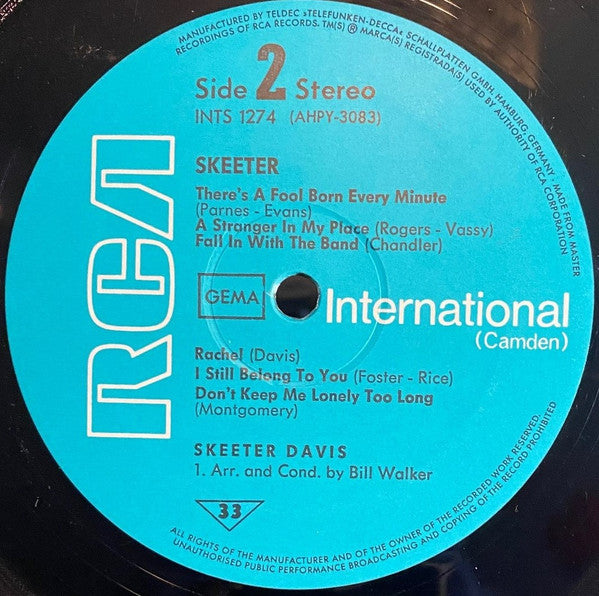 MANUFACTURED BY TELDEC »TELEFUNKEN-DECCA« SCHALLPLATTEN GMBH, HAMBURG, GERMANY · MADE FROM MASTER
RECORDINGS OF RCA RECORDS. TM(S) ® MARCA(S) REGISTRADA(S) USED BY AUTHORITY OF RCA CORPORATION
Side 2 Stereo
INTS 1274 (AHPY-3083)
SKEETER
There's A Fool Born Every Minute
(Parnes - Evans)
A Stranger In My Place (Rogers - Vassy)
Fall In With The Band (Chandler)
RCA
GEMA
International
(Camden)
Rachel (Davis)
I Still Belong To You (Foster - Rice)
Don't Keep Me Lonely Too Long
(Montgomery)
SKEETER DAVIS
1. Arr. and Cond. by Bill Walker
33
ALL RIGHTS OF THE MANUFACTURER AND OF THE OWNER OF THE RECORDED WORK RESERVED.
UNAUTHORISED PUBLIC PERFORMANCE BROADCASTING AND COPYING OF THE RECORD PROHIBITED